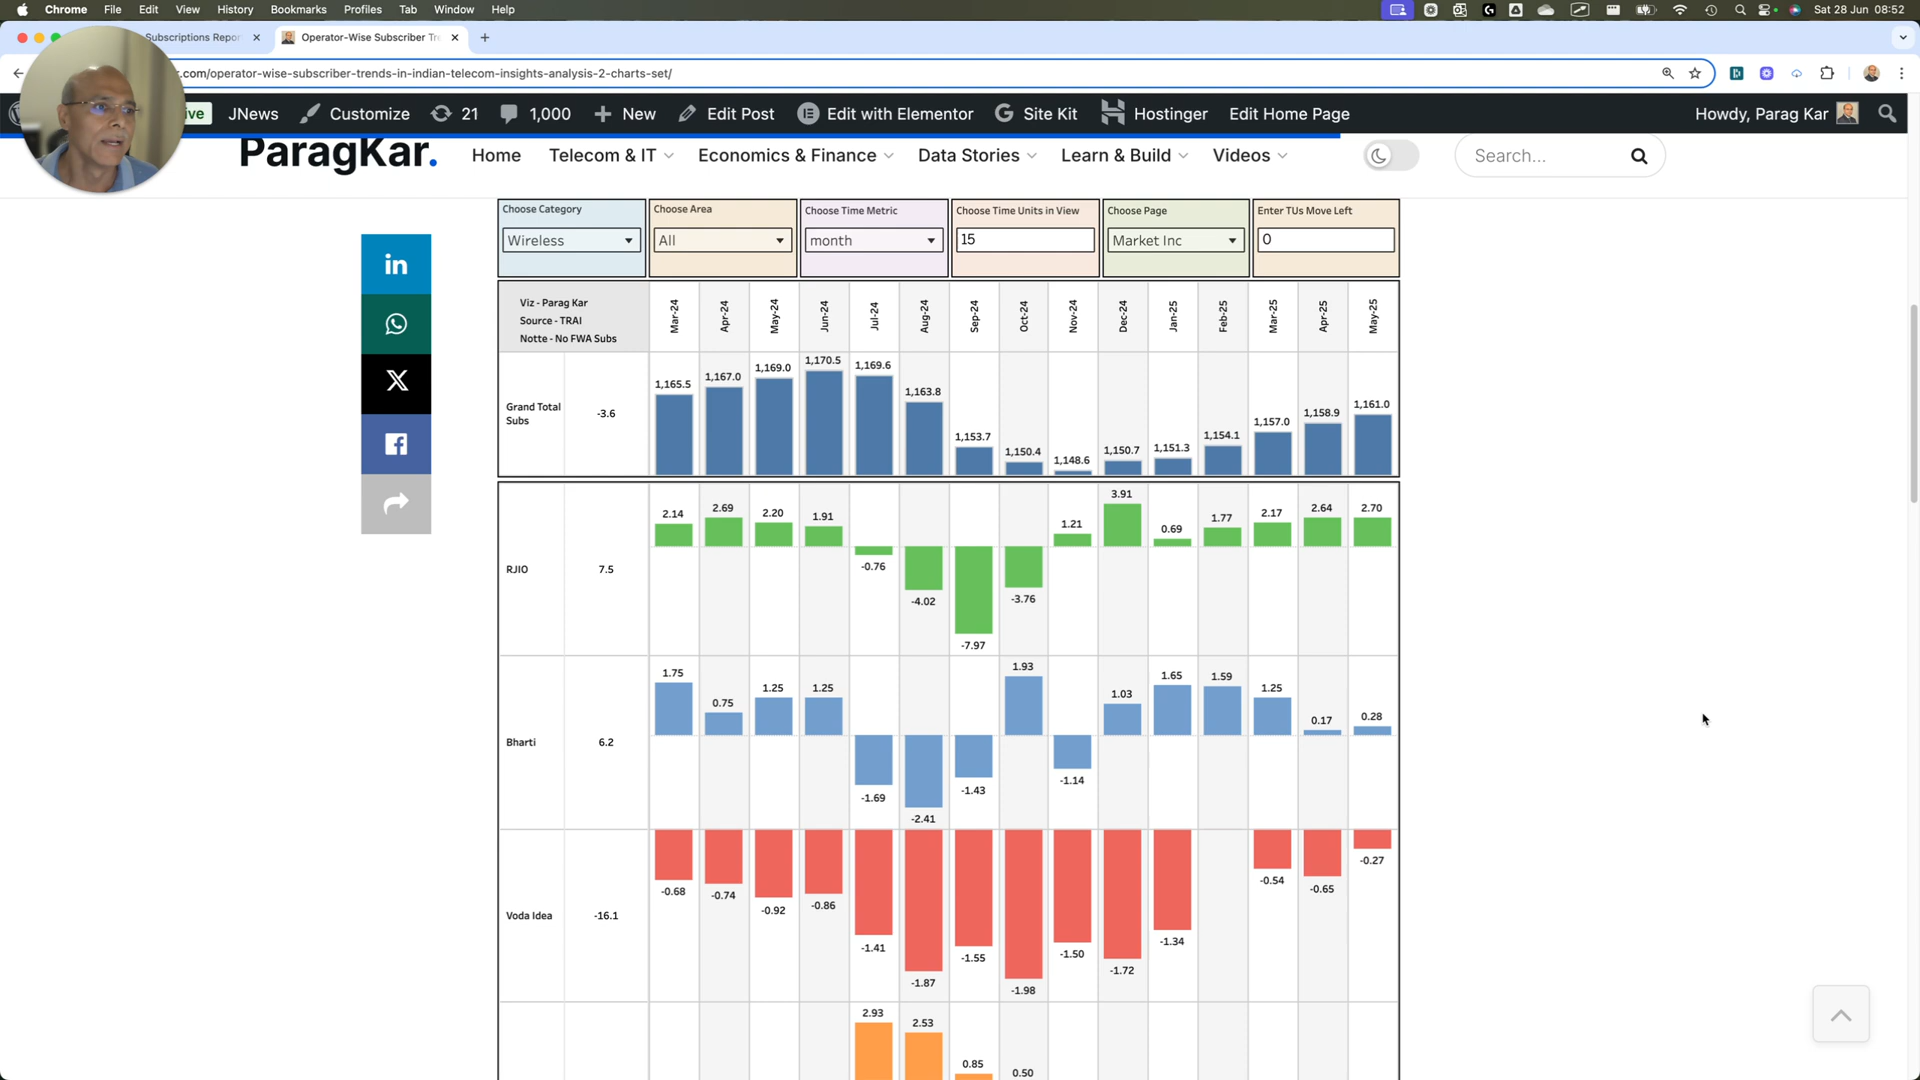 Chrome File Edit View History Bookmarks Profiles Tab Window Help Sat 28 Jun 08:52
Subscriptions Repor Operator-Wise Subscriber Tre
.com/operator-wise-subscriber-trends-in-indian-telecom-insights-analysis-2-charts-set/
ive JNews Customize 21 1,000 New Edit Post Edit with Elementor Site Kit Hostinger Edit Home Page Howdy, Parag Kar
ParagKar. Home Telecom & IT Economics & Finance Data Stories Learn & Build Videos Search...
Choose Category Choose Area Choose Time Metric Choose Time Units in View Choose Page Enter TUs Move Left
Wireless All month 15 Market Inc 0
Viz - Parag Kar
Source - TRAI
Notte - No FWA Subs
Mar-24 Apr-24 May-24 Jun-24 Jul-24 Aug-24 Sep-24 Oct-24 Nov-24 Dec-24 Jan-25 Feb-25 Mar-25 Apr-25 May-25
Grand Total
Subs
-3.6
1,165.5 1,167.0 1,169.0 1,170.5 1,169.6 1,163.8 1,153.7 1,150.4 1,148.6 1,150.7 1,151.3 1,154.1 1,157.0 1,158.9 1,161.0
RJIO 7.5
2.14 2.69 2.20 1.91 -0.76 -4.02 -7.97 -3.76 1.21 3.91 0.69 1.77 2.17 2.64 2.70
Bharti 6.2
1.75 0.75 1.25 1.25 -1.69 -2.41 -1.43 1.93 -1.14 1.03 1.65 1.59 1.25 0.17 0.28
Voda Idea -16.1
-0.68 -0.74 -0.92 -0.86 -1.41 -1.87 -1.55 -1.98 -1.50 -1.72 -1.34 -0.54 -0.65 -0.27
2.93 2.53 0.85 0.50